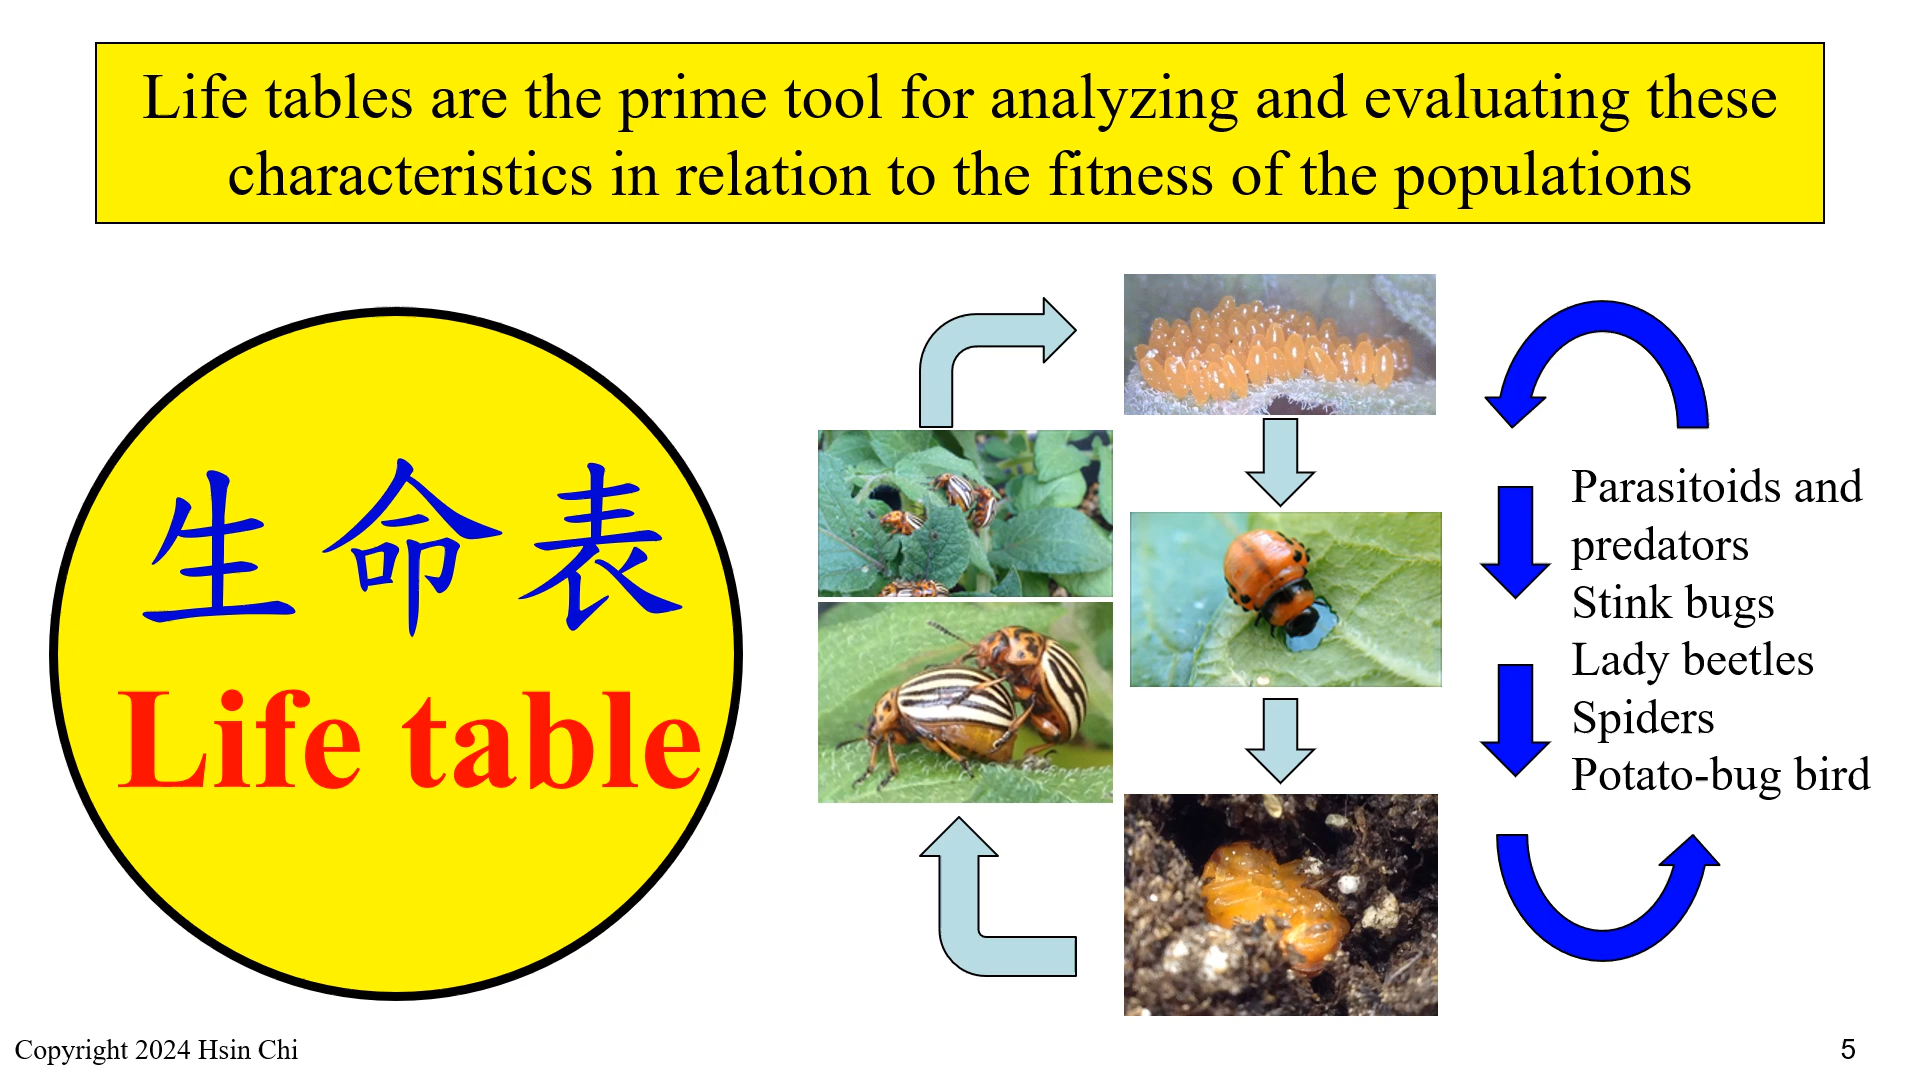 Life tables are the prime tool for analyzing and evaluating these
characteristics in relation to the fitness of the populations
生命表
Life table
Parasitoids and
predators
Stink bugs
Lady beetles
Spiders
Potato-bug bird
Copyright 2024 Hsin Chi
5